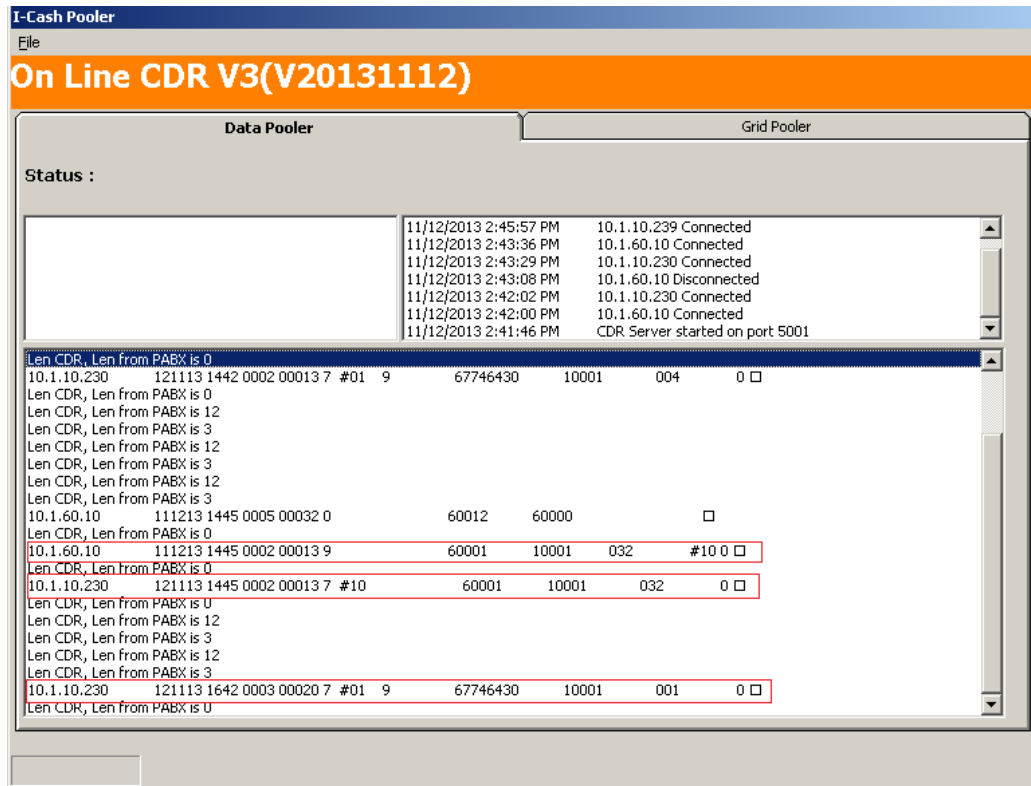 I-Cash Pooler
File
On Line CDR V3(V20131112)
Data Pooler
Grid Pooler
Status :
11/12/2013 2:45:57 PM 10.1.10.239 Connected
11/12/2013 2:43:36 PM 10.1.60.10 Connected
11/12/2013 2:43:29 PM 10.1.10.230 Connected
11/12/2013 2:43:08 PM 10.1.60.10 Disconnected
11/12/2013 2:42:02 PM 10.1.10.230 Connected
11/12/2013 2:42:00 PM 10.1.60.10 Connected
11/12/2013 2:41:46 PM CDR Server started on port 5001
Len CDR, Len from PABX is 0
10.1.10.230 121113 1442 0002 00013 7 #01 9 67746430 10001 004 0 □
Len CDR, Len from PABX is 0
Len CDR, Len from PABX is 12
Len CDR, Len from PABX is 3
Len CDR, Len from PABX is 12
Len CDR, Len from PABX is 3
Len CDR, Len from PABX is 12
Len CDR, Len from PABX is 3
10.1.60.10 111213 1445 0005 00032 0 60012 60000 □
Len CDR, Len from PABX is 0
10.1.60.10 111213 1445 0002 00013 9 60001 10001 032 #10 0 □
Len CDR, Len from PABX is 0
10.1.10.230 121113 1445 0002 00013 7 #10 60001 10001 032 0 □
Len CDR, Len from PABX is 0
Len CDR, Len from PABX is 12
Len CDR, Len from PABX is 3
Len CDR, Len from PABX is 12
Len CDR, Len from PABX is 3
10.1.10.230 121113 1642 0003 00020 7 #01 9 67746430 10001 001 0 □
Len CDR, Len from PABX is 0